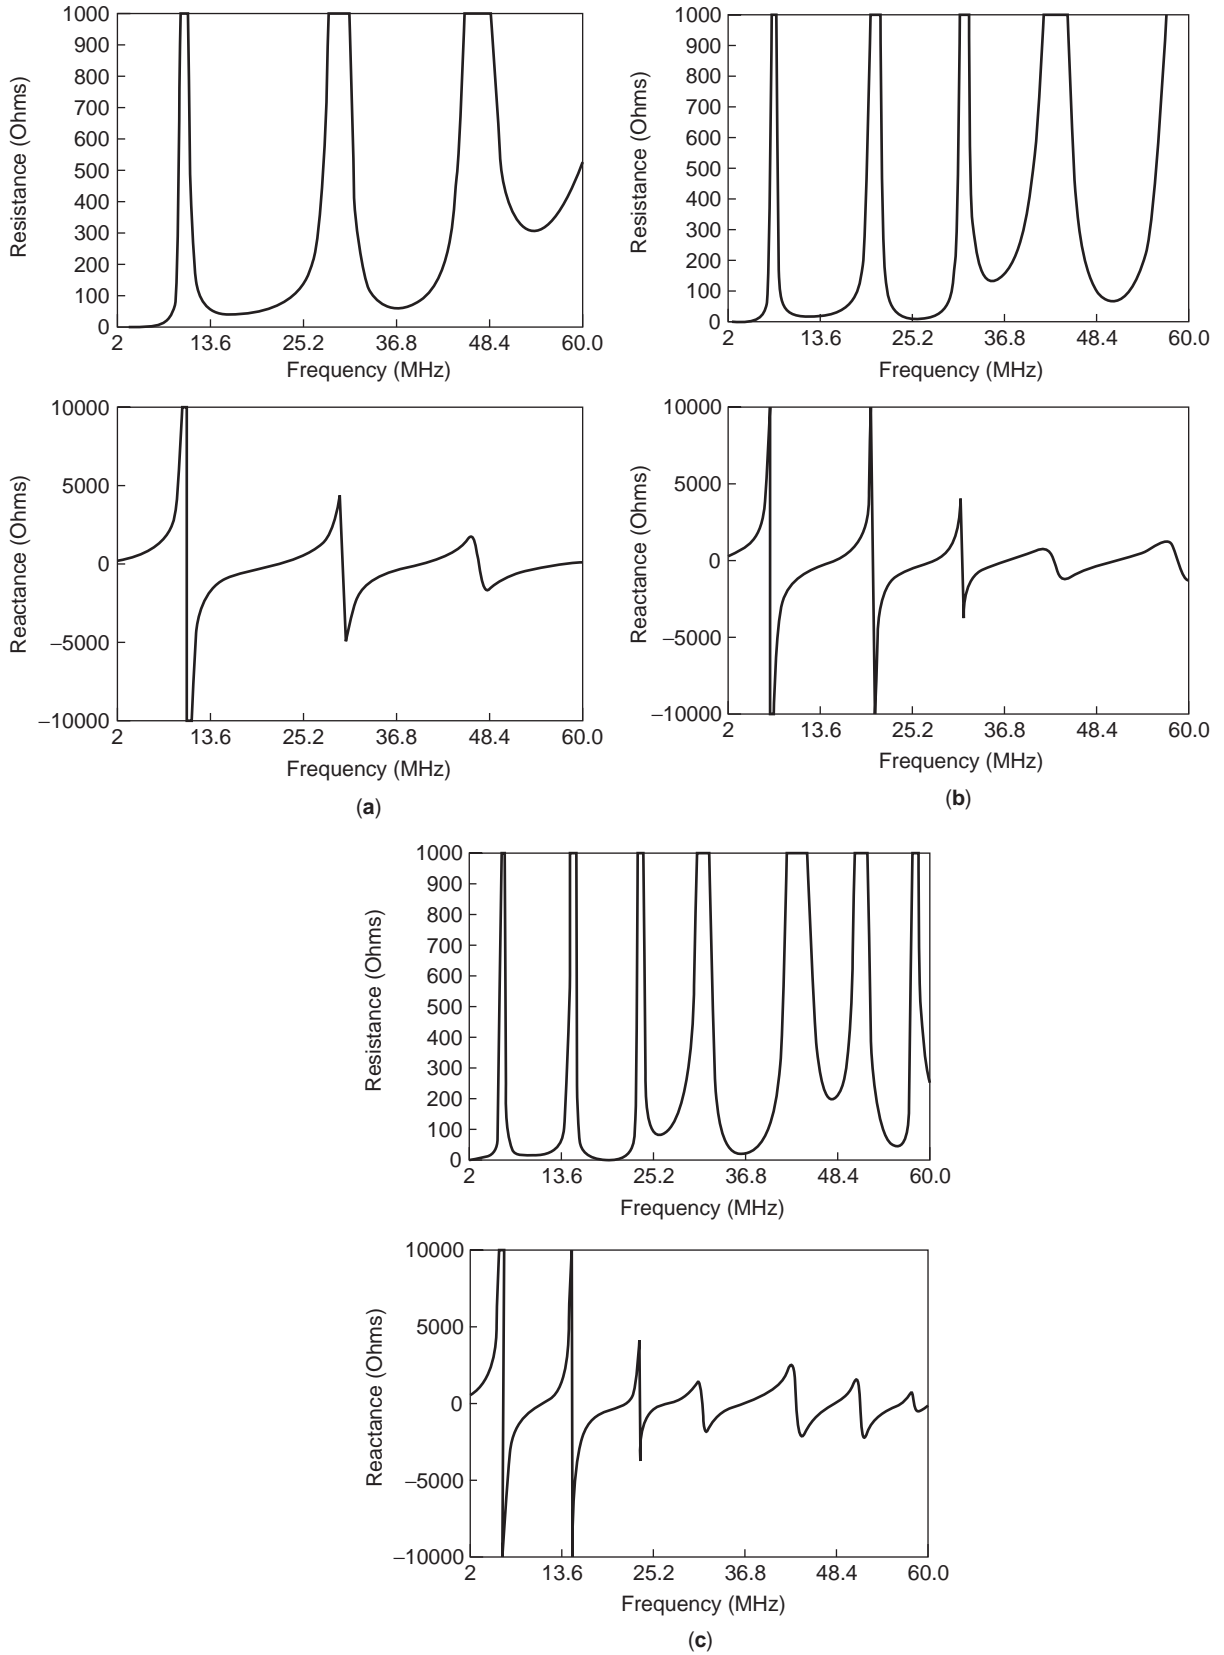 1000
900
800
700
600
500
400
300
200
100
0
Resistance (Ohms)
2 13.6 25.2 36.8 48.4 60.0
Frequency (MHz)
10000
5000
0
−5000
−10000
Reactance (Ohms)
2 13.6 25.2 36.8 48.4 60.0
Frequency (MHz)
(a)
1000
900
800
700
600
500
400
300
200
100
0
Resistance (Ohms)
2 13.6 25.2 36.8 48.4 60.0
Frequency (MHz)
10000
5000
0
−5000
−10000
Reactance (Ohms)
2 13.6 25.2 36.8 48.4 60.0
Frequency (MHz)
(b)
1000
900
800
700
600
500
400
300
200
100
0
Resistance (Ohms)
2 13.6 25.2 36.8 48.4 60.0
Frequency (MHz)
10000
5000
0
−5000
−10000
Reactance (Ohms)
2 13.6 25.2 36.8 48.4 60.0
Frequency (MHz)
(c)